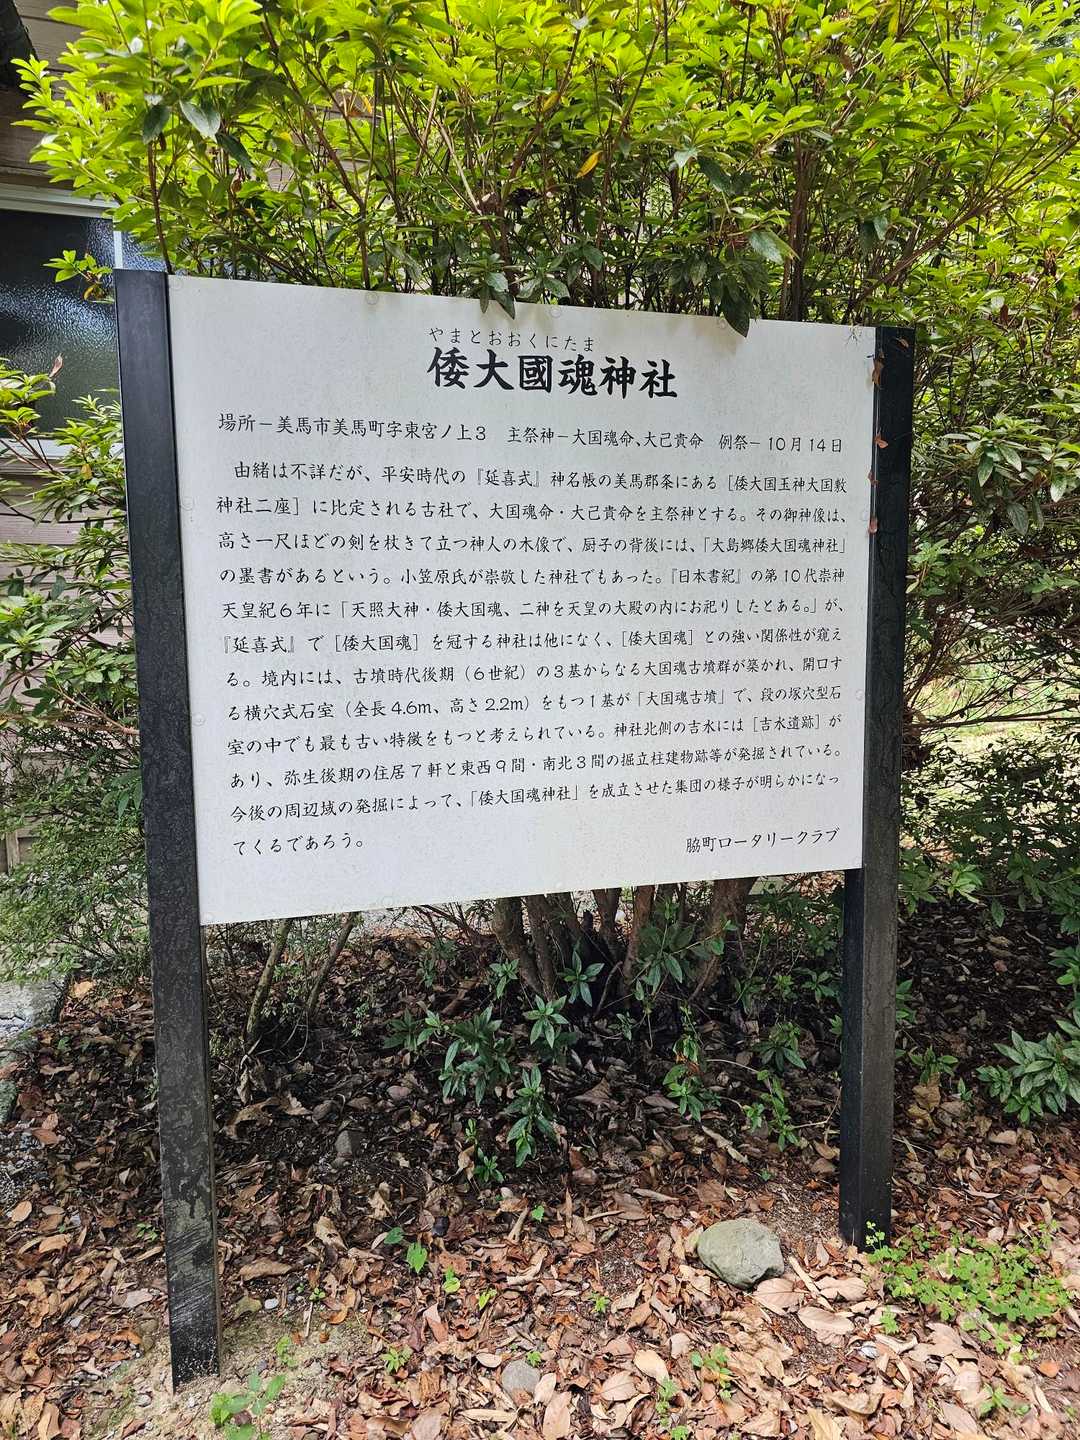 やまとおおくにたま
倭大國魂神社
場所－美馬市美馬町字東宮ノ上3　主祭神－大国魂命、大己貴命　例祭－10月14日
由緒は不詳だが、平安時代の『延喜式』神名帳の美馬郡条にある［倭大国玉神大国敷
神社二座］に比定される古社で、大国魂命・大己貴命を主祭神とする。その御神像は、
高さ一尺ほどの剣を杖きて立つ神人の木像で、厨子の背後には、「大島郷倭大国魂神社」
の墨書があるという。小笠原氏が崇敬した神社でもあった。『日本書紀』の第10代崇神
天皇紀6年に「天照大神・倭大国魂、二神を天皇の大殿の内にお祀りしたとある。」が、
『延喜式』で［倭大国魂］を冠する神社は他になく、［倭大国魂］との強い関係性が窺え
る。境内には、古墳時代後期（6世紀）の3基からなる大国魂古墳群が築かれ、開口す
る横穴式石室（全長4.6m、高さ2.2m）をもつ1基が「大国魂古墳」で、段の塚穴型石
室の中でも最も古い特徴をもつと考えられている。神社北側の吉水には［吉水遺跡］が
あり、弥生後期の住居7軒と東西9間・南北3間の掘立柱建物跡等が発掘されている。
今後の周辺域の発掘によって、「倭大国魂神社」を成立させた集団の様子が明らかになっ
てくるであろう。
脇町ロータリークラブ